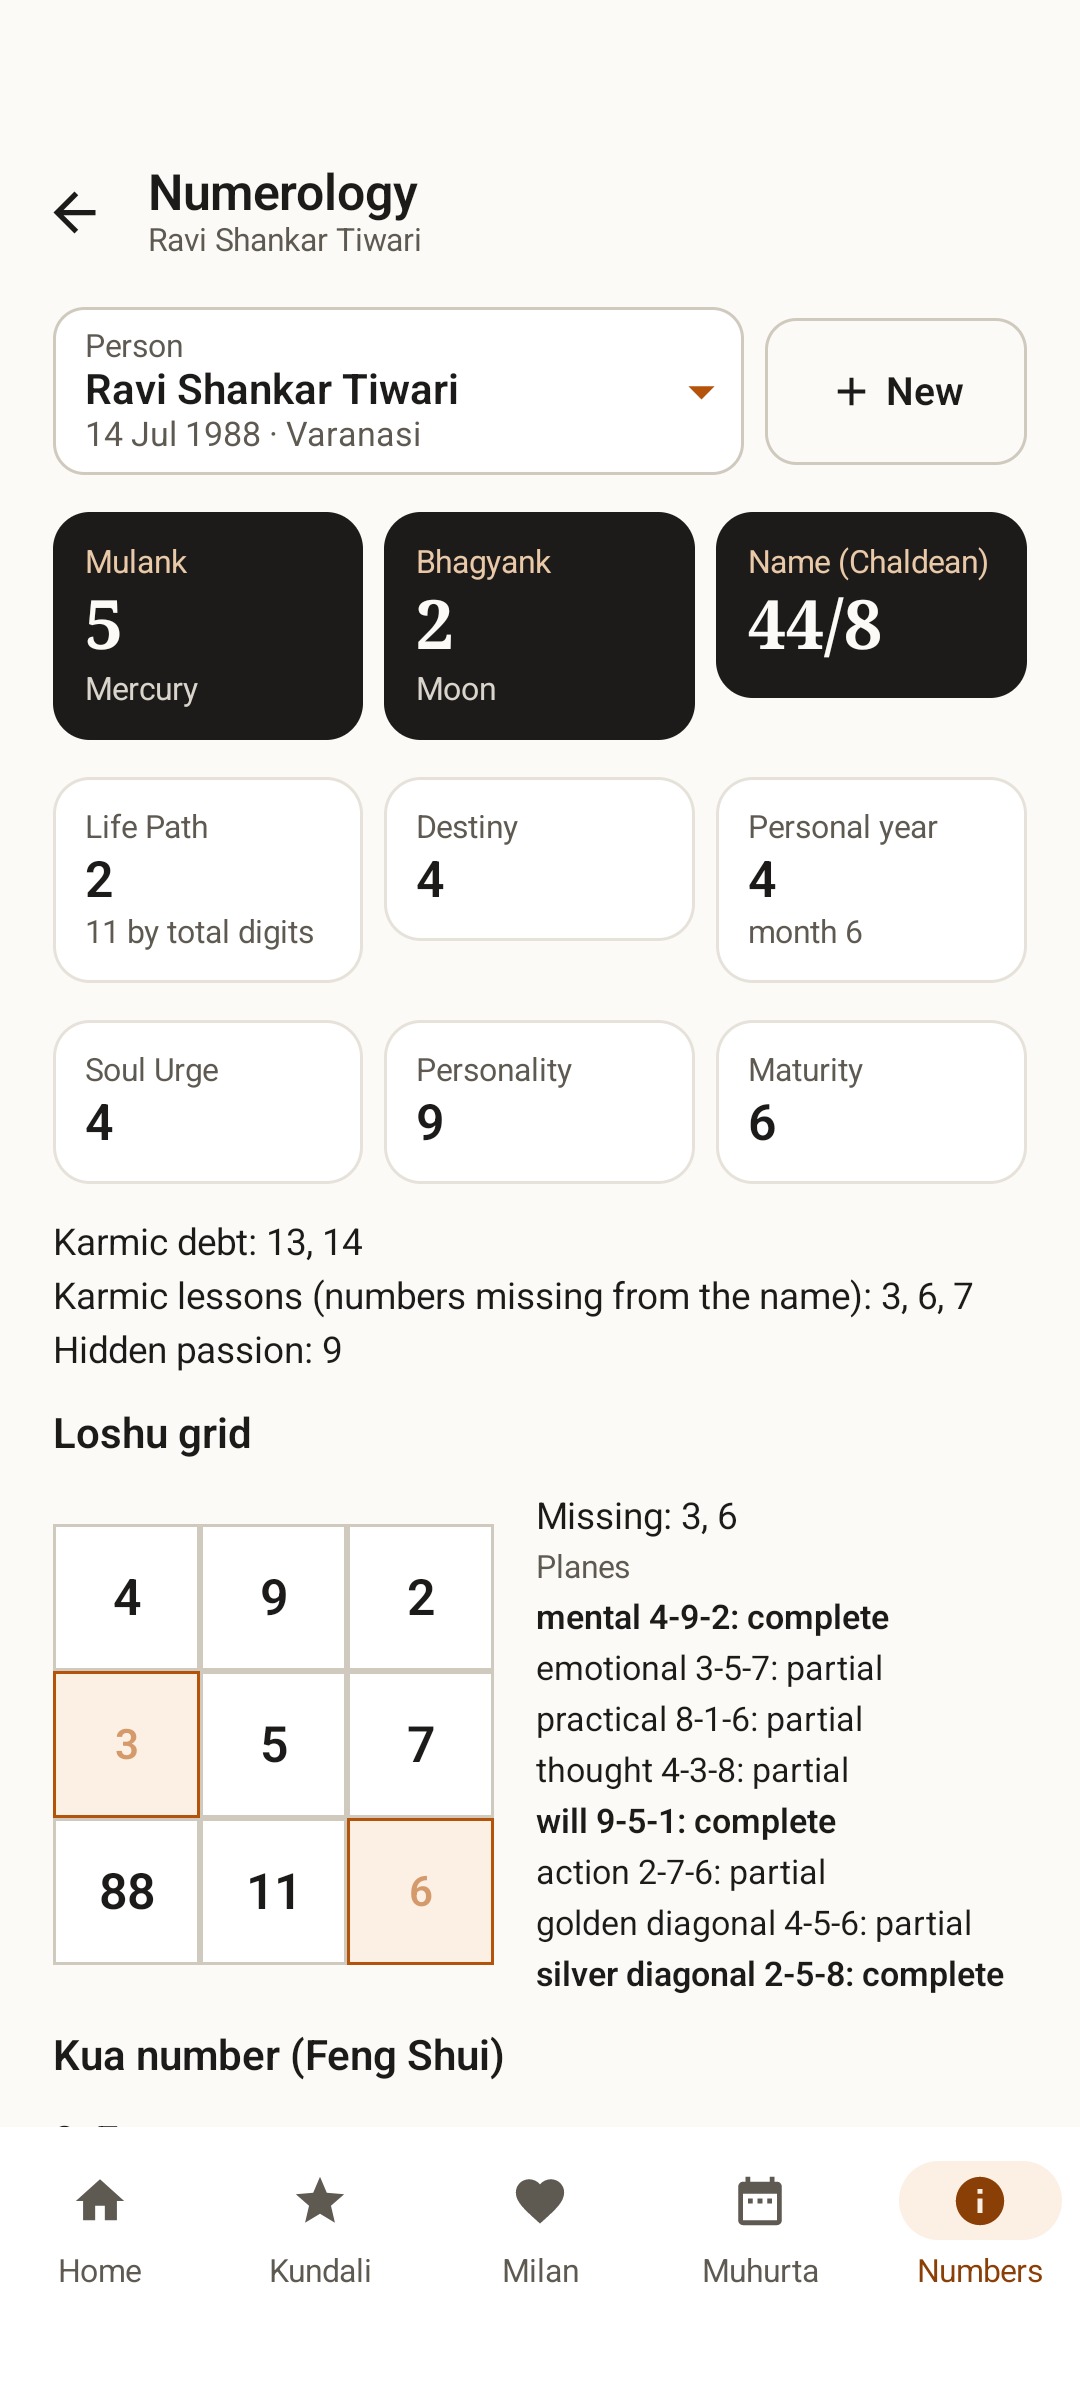 Numerology
Ravi Shankar Tiwari
Person
Ravi Shankar Tiwari
14 Jul 1988 · Varanasi
+ New
Mulank
5
Mercury
Bhagyank
2
Moon
Name (Chaldean)
44/8
Life Path
2
11 by total digits
Destiny
4
Personal year
4
month 6
Soul Urge
4
Personality
9
Maturity
6
Karmic debt: 13, 14
Karmic lessons (numbers missing from the name): 3, 6, 7
Hidden passion: 9
Loshu grid
4 9 2
3 5 7
88 11 6
Missing: 3, 6
Planes
mental 4-9-2: complete
emotional 3-5-7: partial
practical 8-1-6: partial
thought 4-3-8: partial
will 9-5-1: complete
action 2-7-6: partial
golden diagonal 4-5-6: partial
silver diagonal 2-5-8: complete
Kua number (Feng Shui)
Home
Kundali
Milan
Muhurta
Numbers